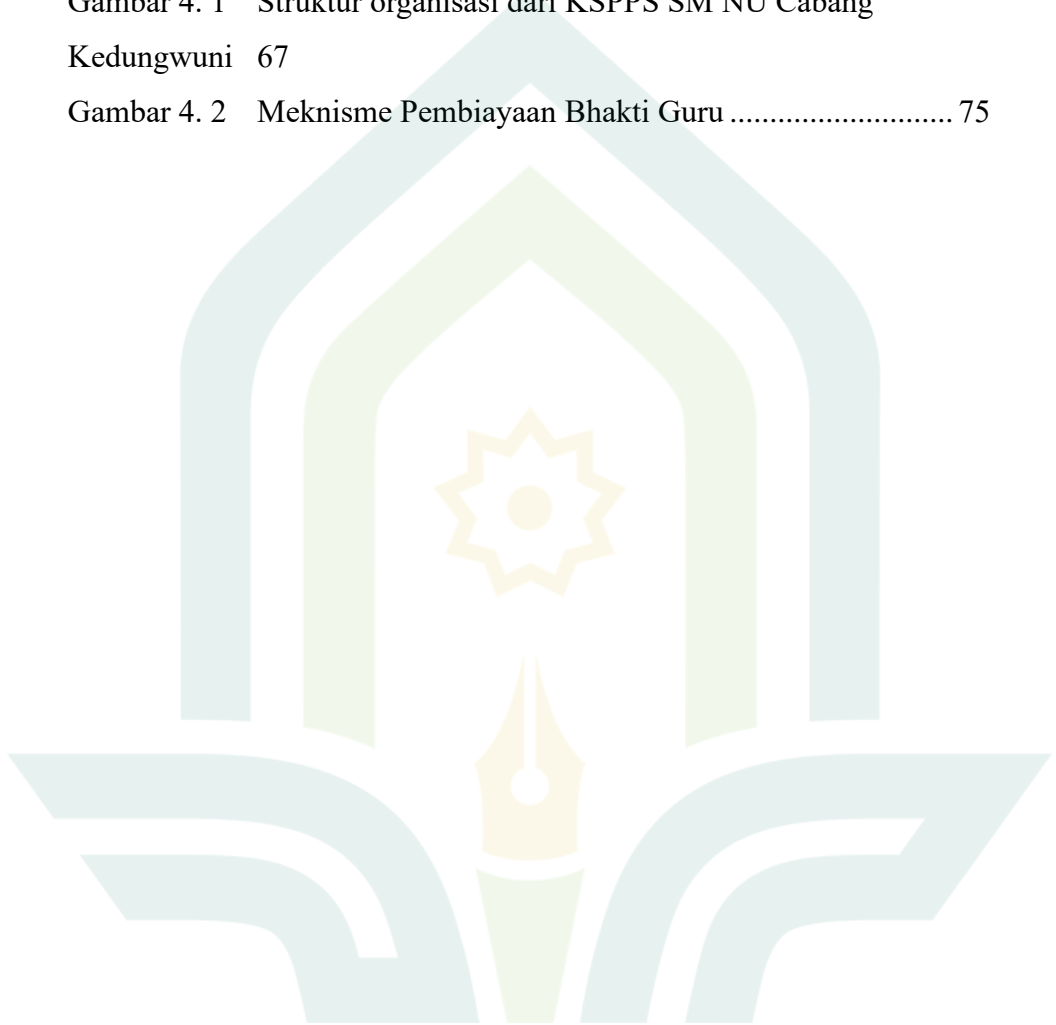 Gambar 4. 1 Struktur organisasi dari KSPPS SM NU Cabang
Kedungwuni 67
Gambar 4. 2 Meknisme Pembiayaan Bhakti Guru ............................ 75